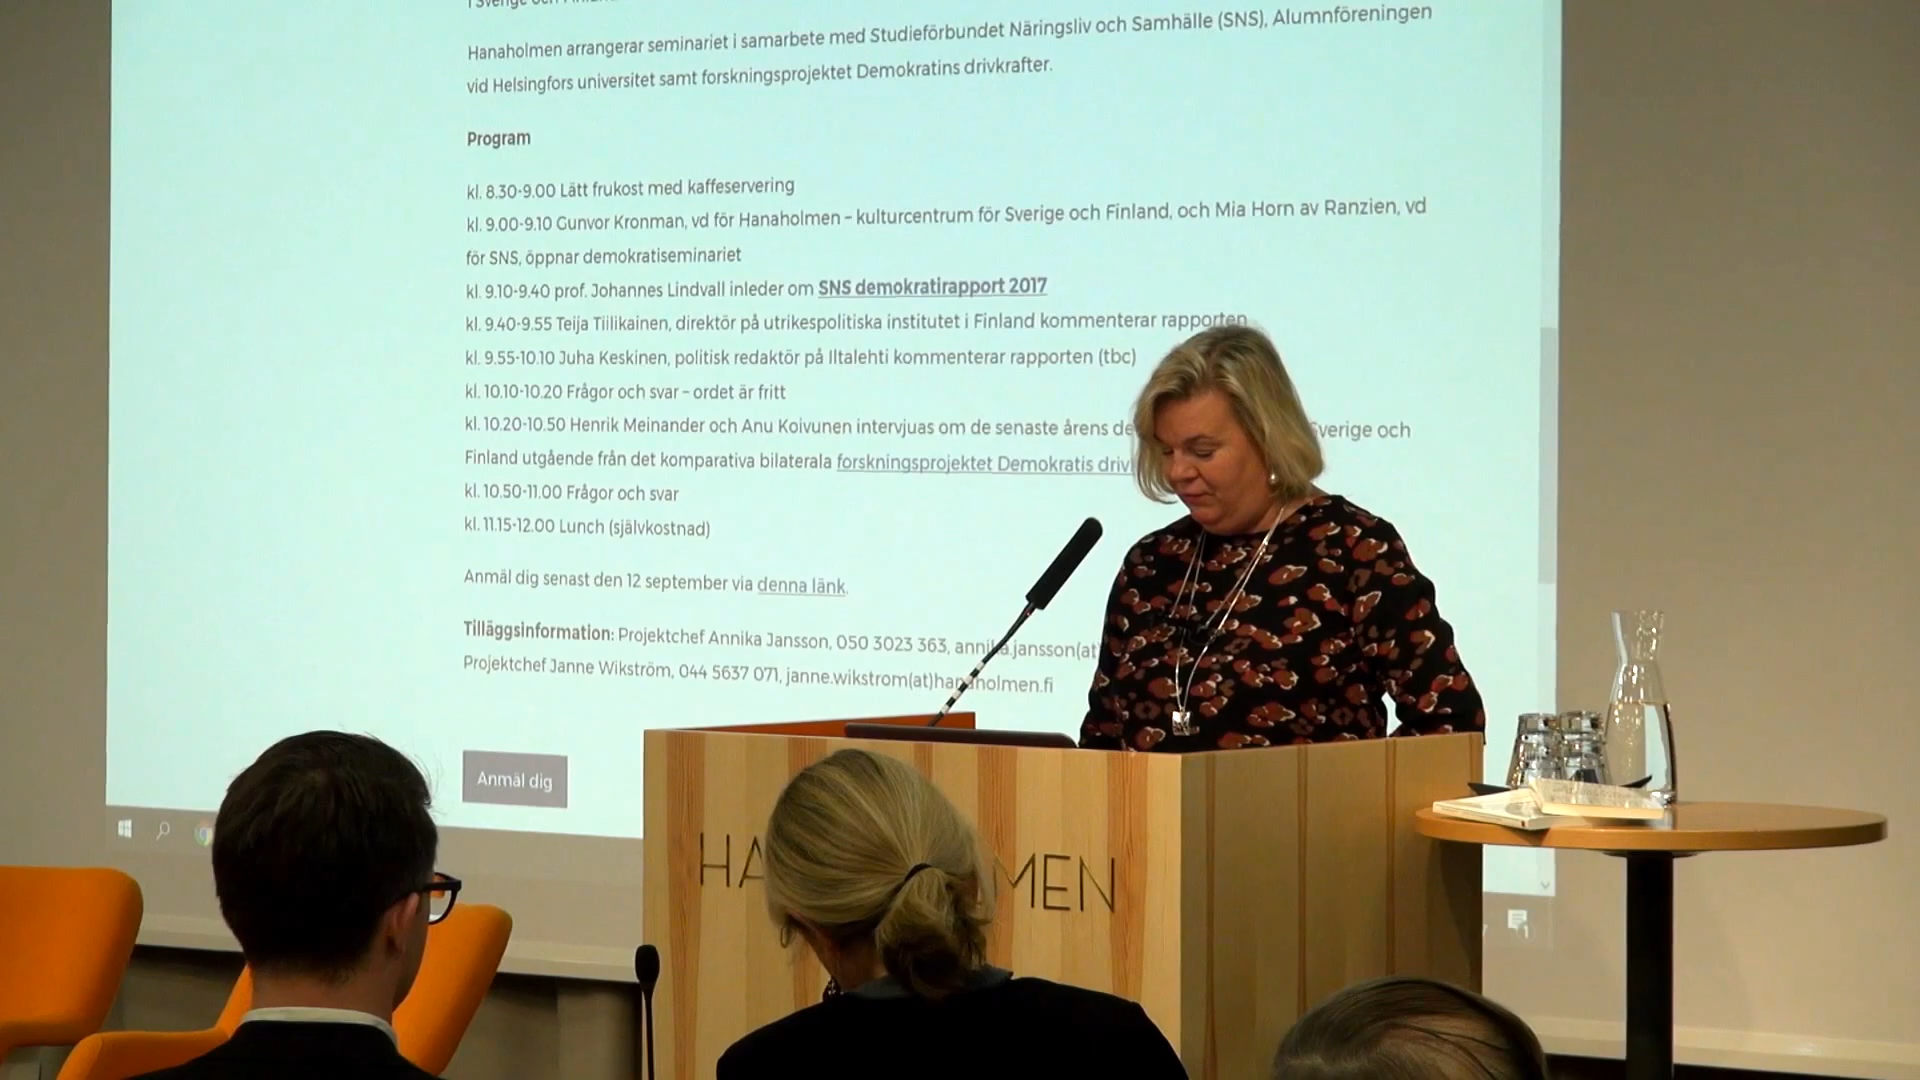 Hanaholmen arrangerar seminariet i samarbete med Studieförbundet Näringsliv och Samhälle (SNS), Alumnföreningen
vid Helsingfors universitet samt forskningsprojektet Demokratins drivkrafter.
Program
kl. 8.30-9.00 Lätt frukost med kaffeservering
kl. 9.00-9.10 Gunvor Kronman, vd för Hanaholmen – kulturcentrum för Sverige och Finland, och Mia Horn av Ranzien, vd
för SNS, öppnar demokratiseminariet
kl. 9.10-9.40 prof. Johannes Lindvall inleder om SNS demokratirapport 2017
kl. 9.40-9.55 Teija Tiilikainen, direktör på utrikespolitiska institutet i Finland kommenterar rapporten
kl. 9.55-10.10 Juha Keskinen, politisk redaktör på Iltalehti kommenterar rapporten (tbc)
kl. 10.10-10.20 Frågor och svar – ordet är fritt
kl. 10.20-10.50 Henrik Meinander och Anu Koivunen intervjuas om de senaste årens de Sverige och
Finland utgående från det komparativa bilaterala forskningsprojektet Demokratis driv
kl. 10.50-11.00 Frågor och svar
kl. 11.15-12.00 Lunch (självkostnad)
Anmäl dig senast den 12 september via denna länk.
Tilläggsinformation: Projektchef Annika Jansson, 050 3023 363, annika.jansson(at)
Projektchef Janne Wikström, 044 5637 071, janne.wikstrom(at)hanaholmen.fi
Anmäl dig
HA MEN